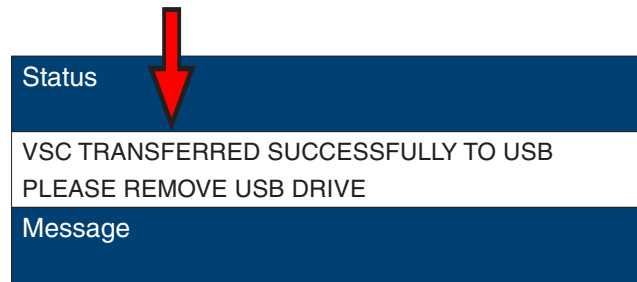 Status
VSC TRANSFERRED SUCCESSFULLY TO USB
PLEASE REMOVE USB DRIVE
Message